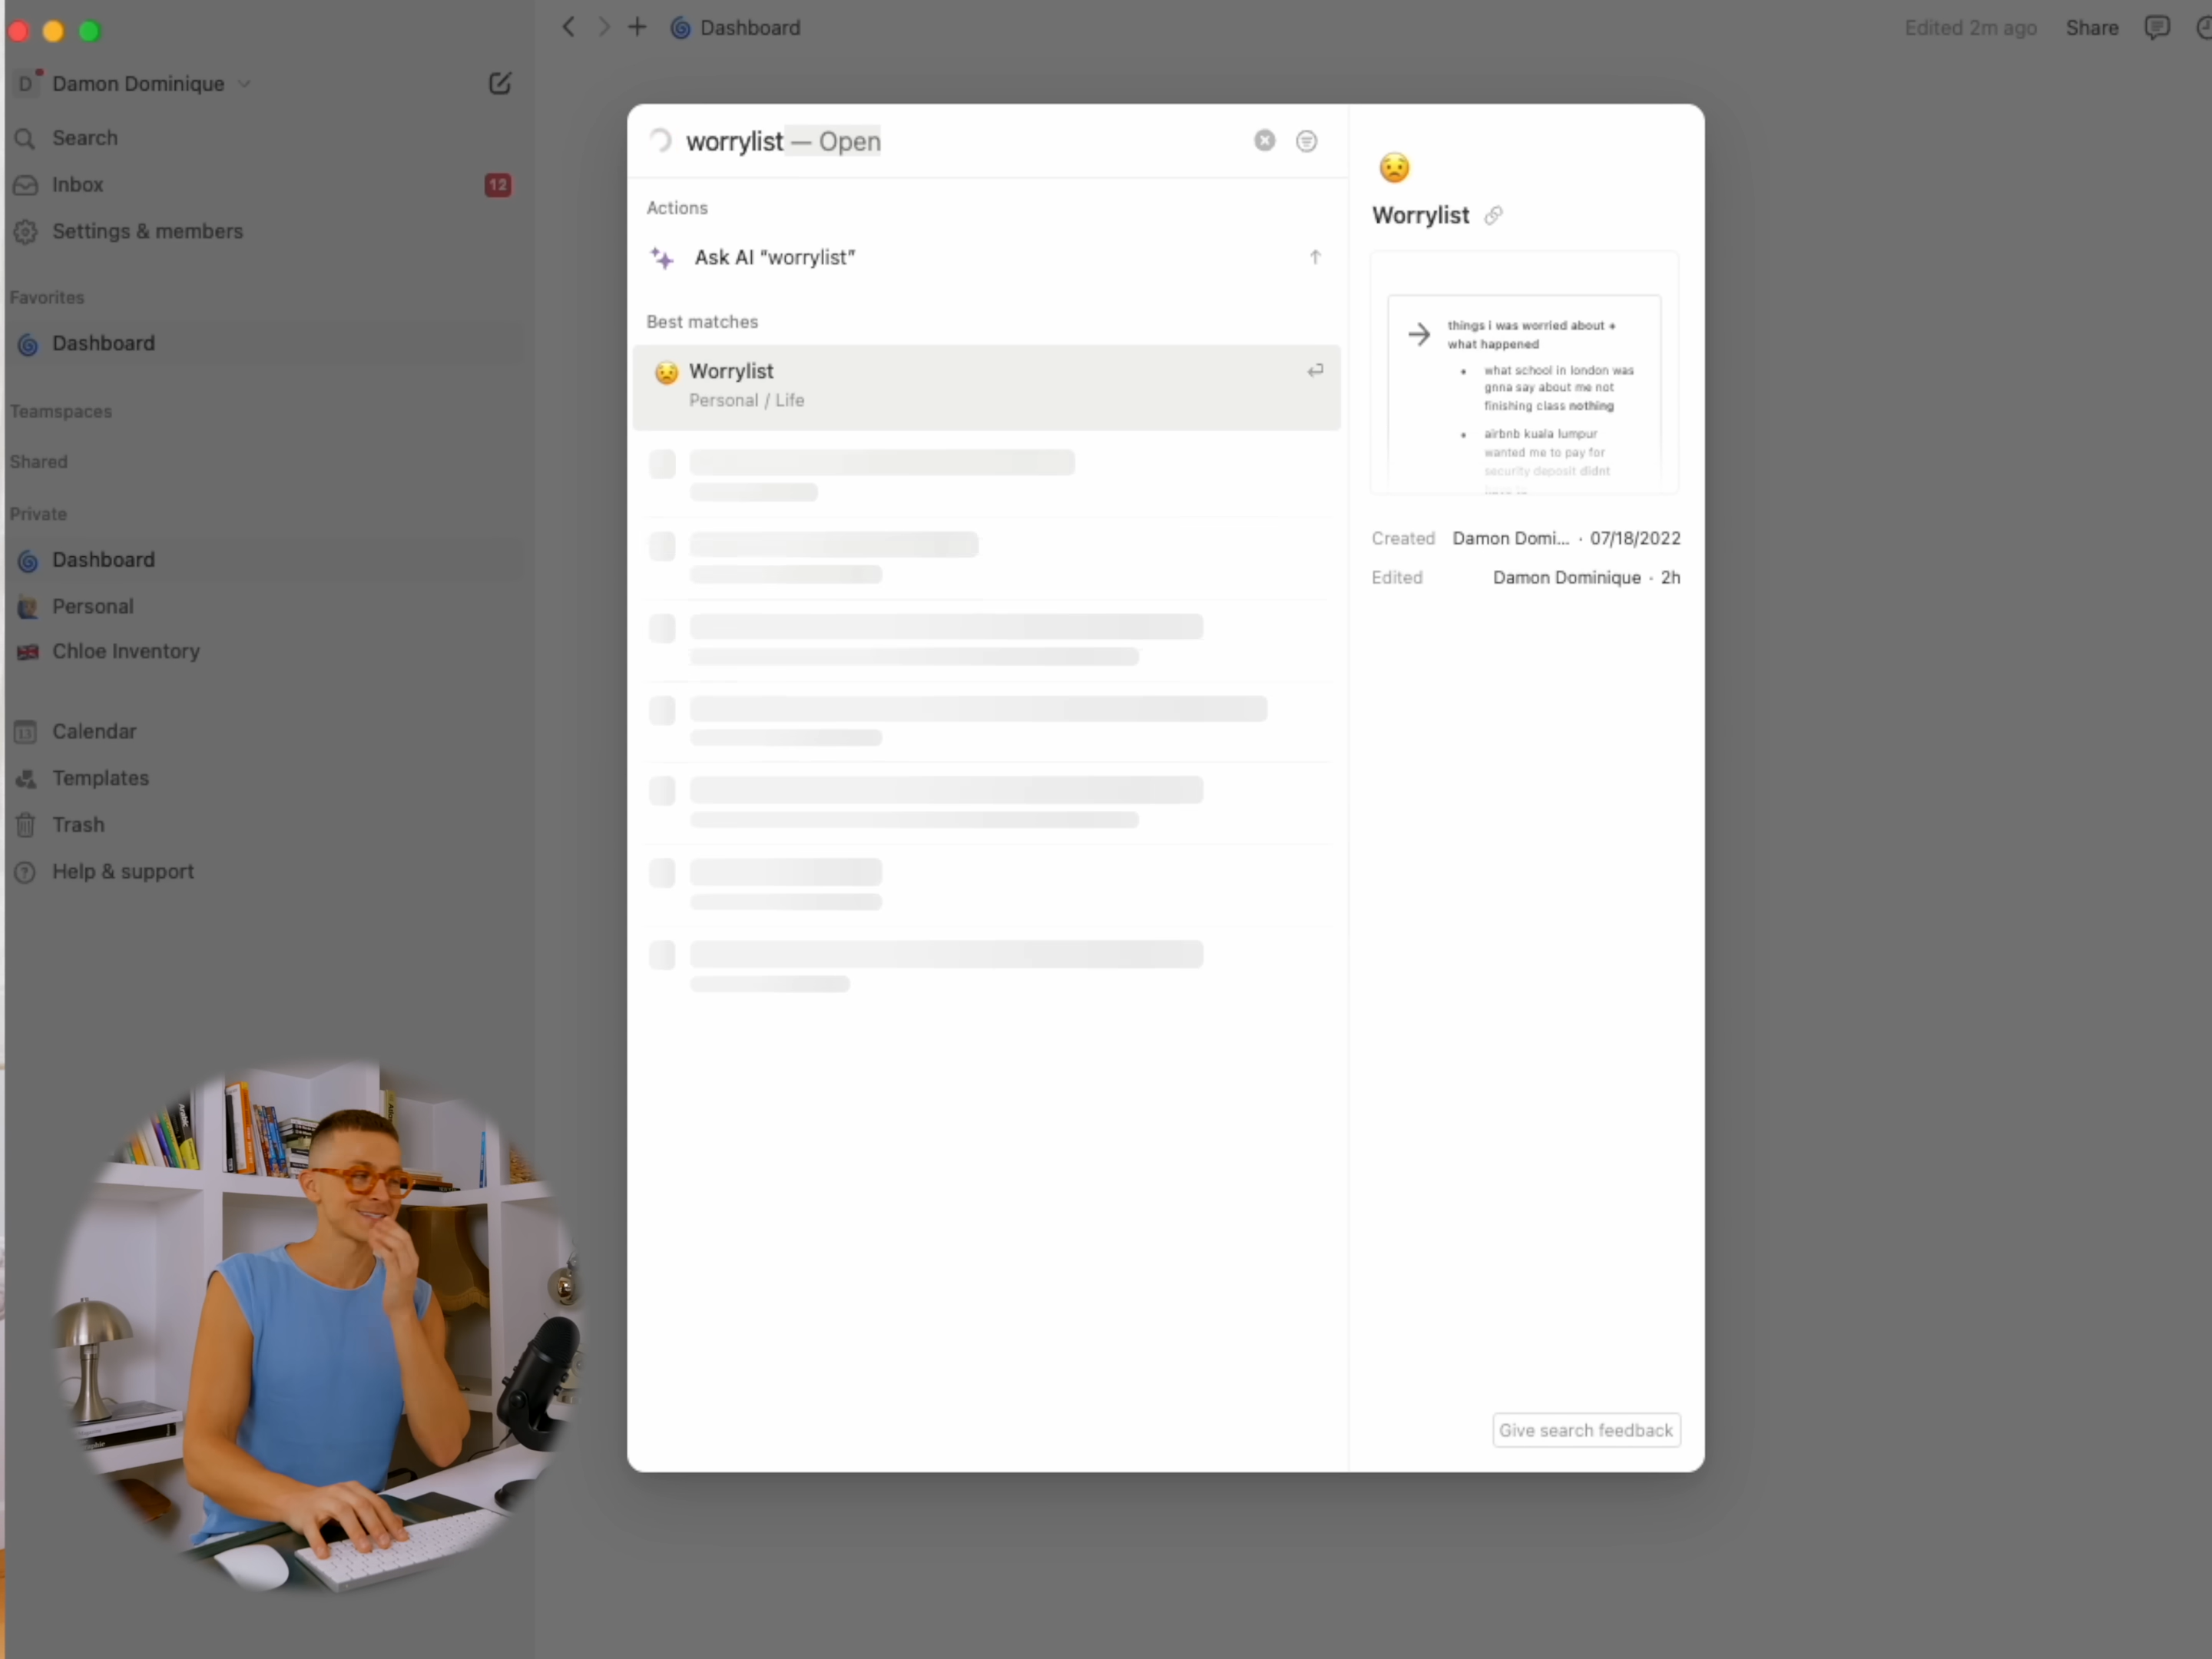 Dashboard
Edited 2m ago
Share
D
Damon Dominique
Search
Inbox
12
Settings & members
Favorites
Dashboard
Teamspaces
Shared
Private
Dashboard
Personal
Chloe Inventory
13
Calendar
Templates
Trash
Help & support
worrylist — Open
Actions
Ask AI “worrylist”
Best matches
Worrylist
Personal / Life
Worrylist
things i was worried about +
what happened
what school in london was
gnna say about me not
finishing class nothing
airbnb kuala lumpur
wanted me to pay for
security deposit didnt
Created
Damon Domi... · 07/18/2022
Edited
Damon Dominique · 2h
Give search feedback